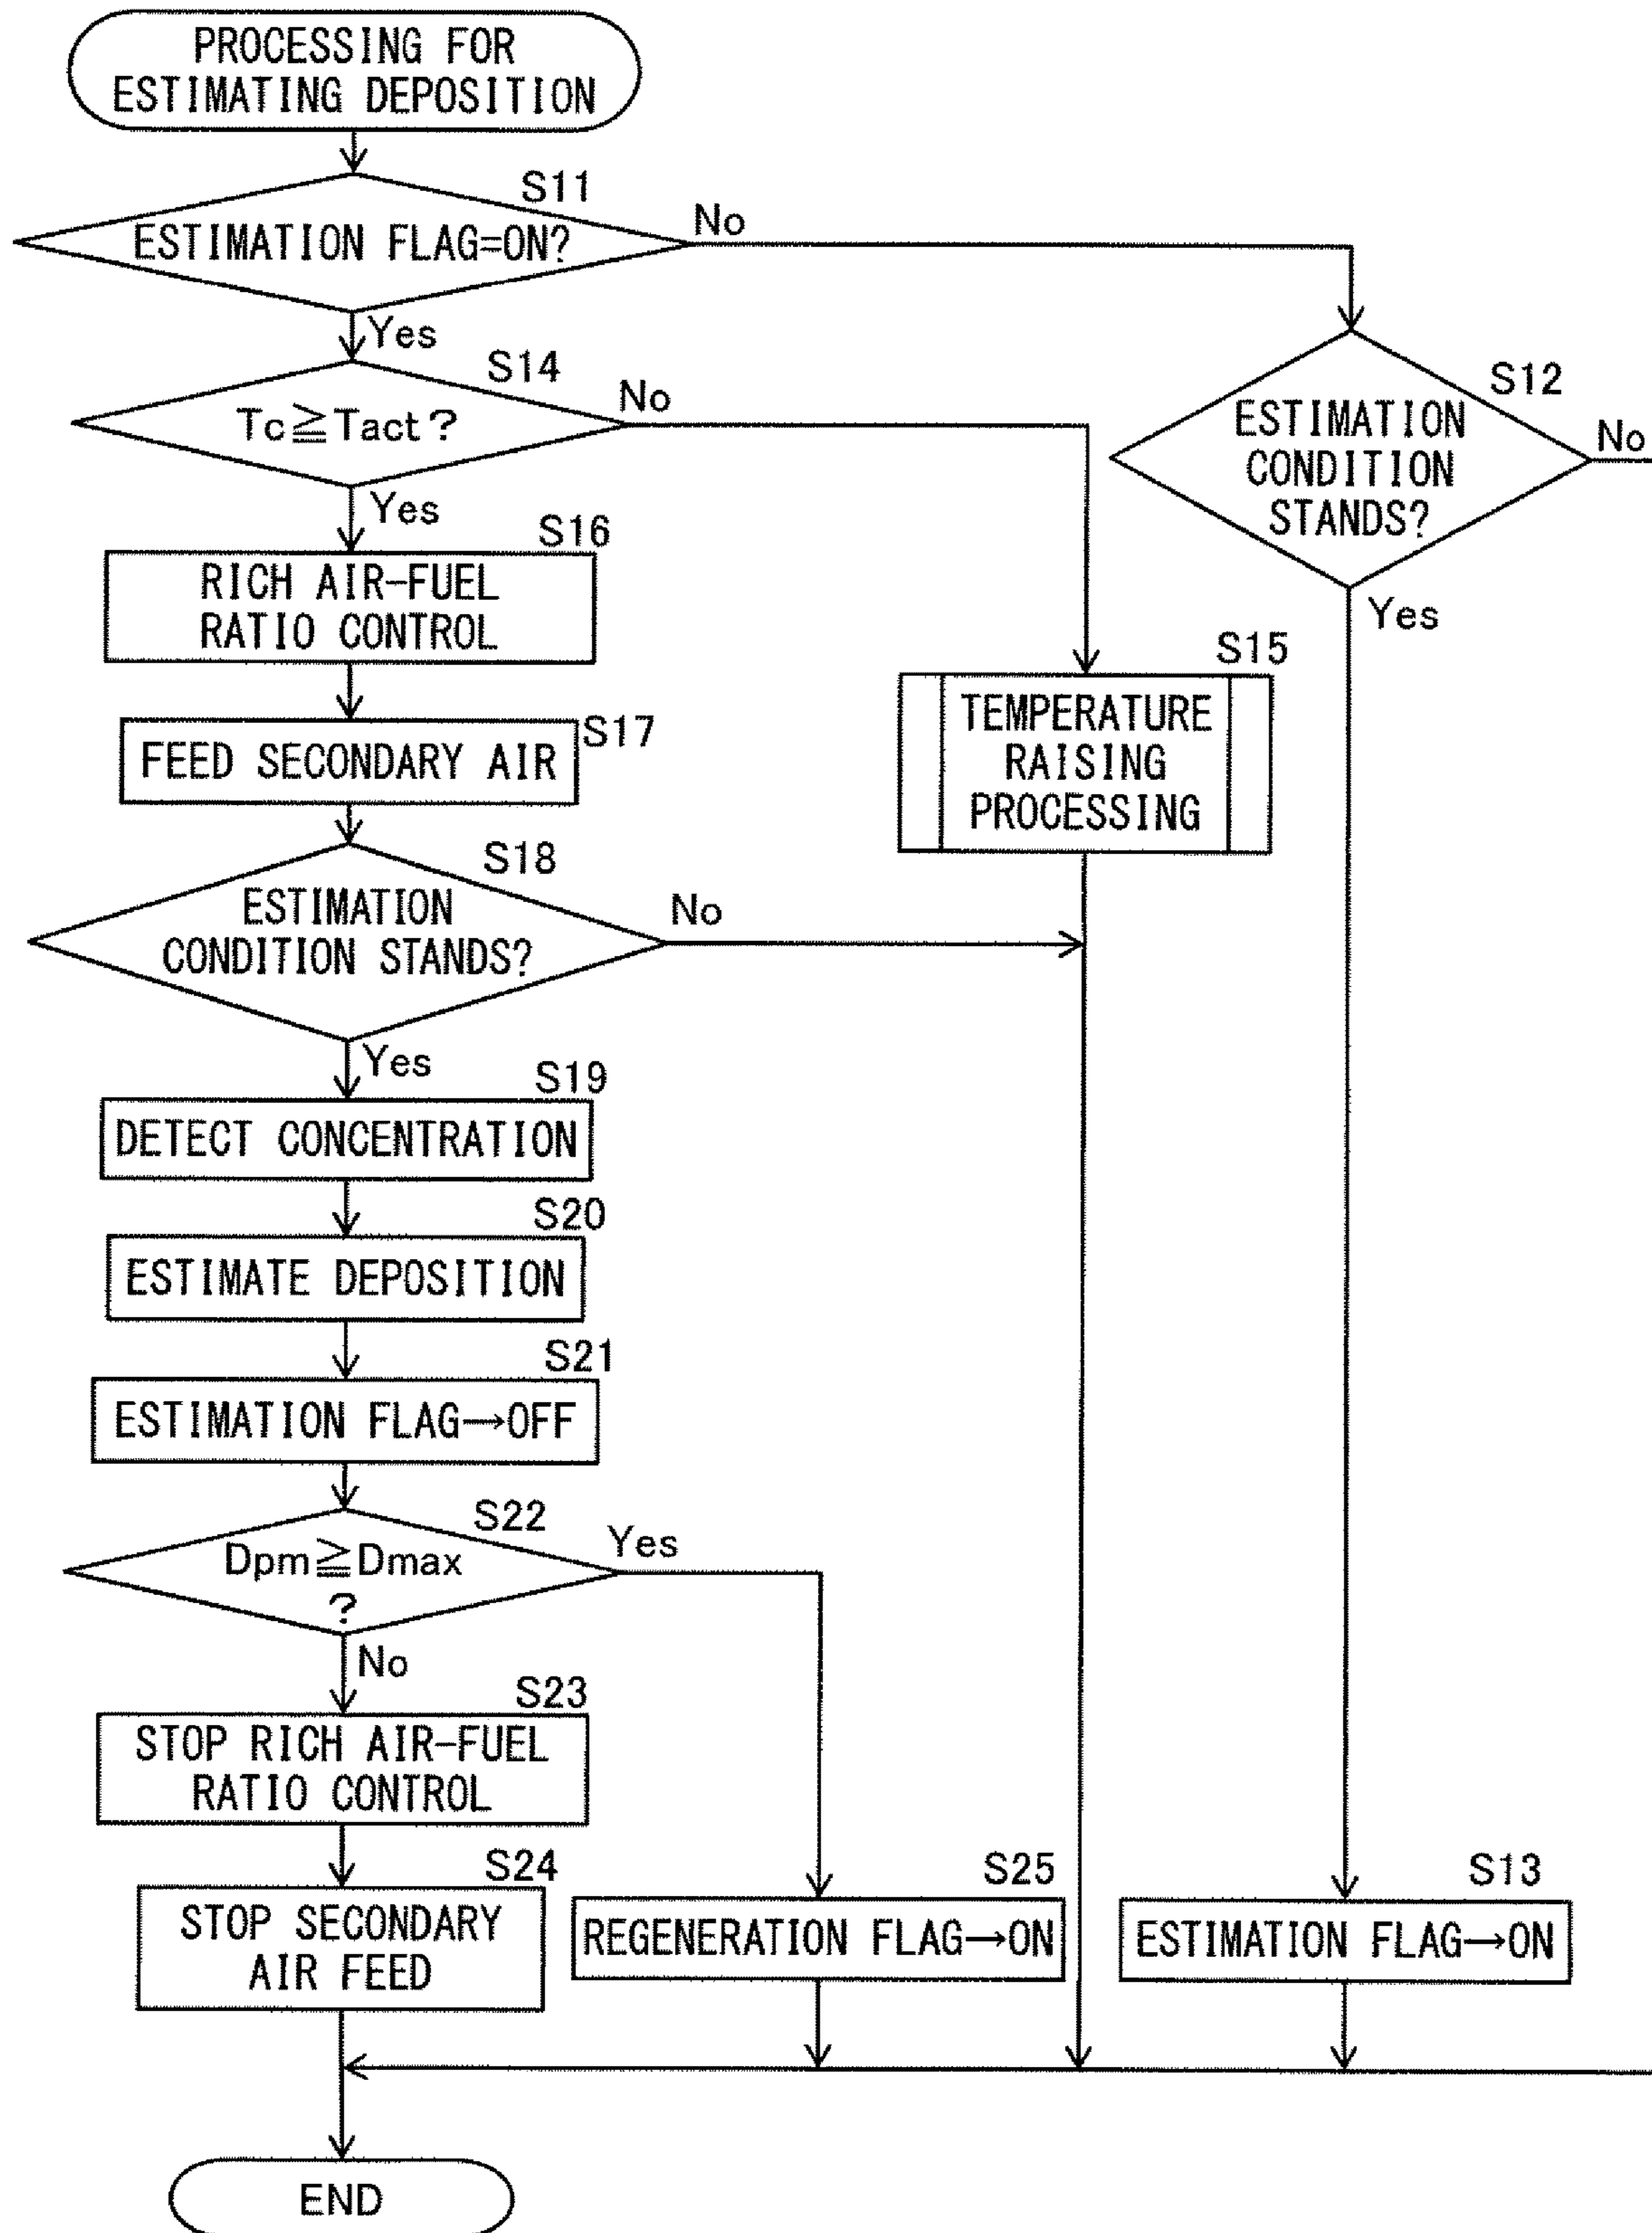 PROCESSING FOR
ESTIMATING DEPOSITION
S11
ESTIMATION FLAG=ON?
No
Yes
S14
Tc≧Tact?
No
Yes
S12
ESTIMATION
CONDITION
STANDS?
No
Yes
S16
RICH AIR-FUEL
RATIO CONTROL
S15
TEMPERATURE
RAISING
PROCESSING
S17
FEED SECONDARY AIR
S18
ESTIMATION
CONDITION STANDS?
No
Yes
S19
DETECT CONCENTRATION
S20
ESTIMATE DEPOSITION
S21
ESTIMATION FLAG→OFF
S22
Dpm≧Dmax
?
Yes
No
S23
STOP RICH AIR-FUEL
RATIO CONTROL
S24
STOP SECONDARY
AIR FEED
S25
REGENERATION FLAG→ON
S13
ESTIMATION FLAG→ON
END